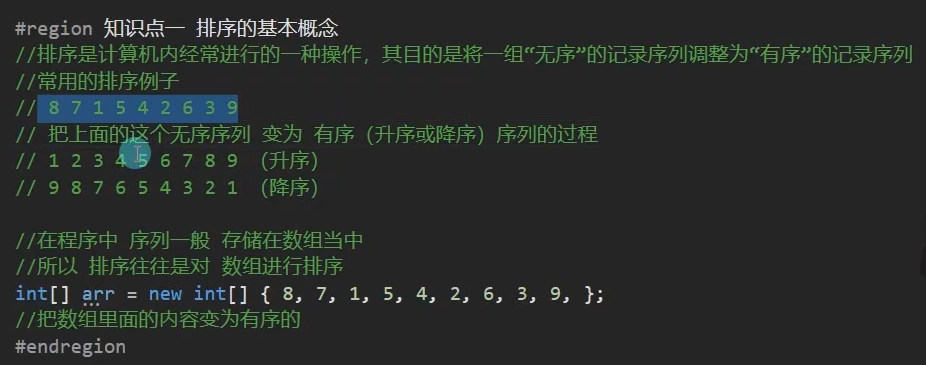 #region 知识点一 排序的基本概念
//排序是计算机内经常进行的一种操作，其目的是将一组“无序”的记录序列调整为“有序”的记录序列
//常用的排序例子
// 8 7 1 5 4 2 6 3 9
// 把上面的这个无序序列 变为 有序（升序或降序）序列的过程
// 1 2 3 4 5 6 7 8 9 （升序）
// 9 8 7 6 5 4 3 2 1 （降序）
//在程序中 序列一般 存储在数组当中
//所以 排序往往是对 数组进行排序
int[] arr = new int[] { 8, 7, 1, 5, 4, 2, 6, 3, 9, };
//把数组里面的内容变为有序的
#endregion